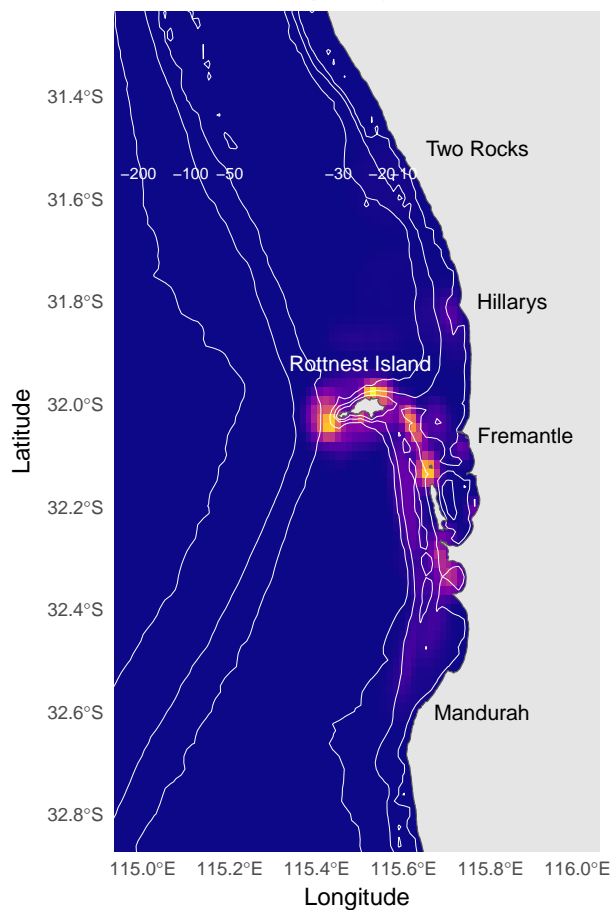 31.4°S
Two Rocks
−200 −100 −50 −30 −20 −10
31.6°S
31.8°S
Hillarys
Rottnest Island
32.0°S
Fremantle
Latitude
32.2°S
32.4°S
32.6°S
Mandurah
32.8°S
115.0°E 115.2°E 115.4°E 115.6°E 115.8°E 116.0°E
Longitude